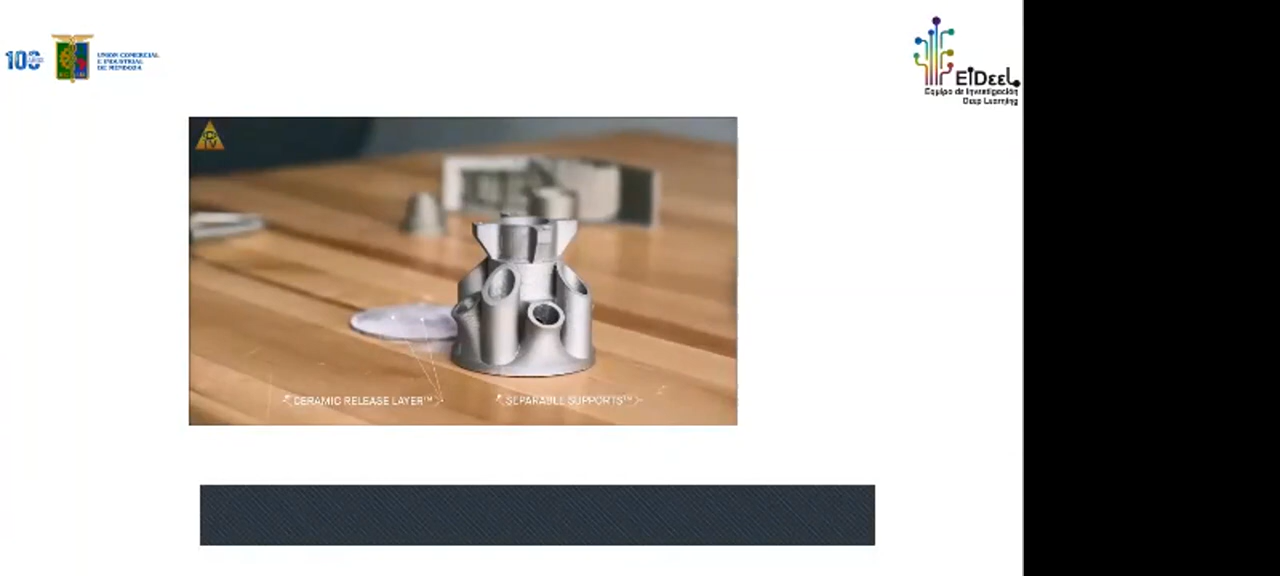 100
UNION COMERCIAL
E INDUSTRIAL
DE MENDOZA
EIDeeL
Equipo de Investigación
Deep Learning
CERAMIC RELEASE LAYER™
SEPARABLE SUPPORTS™